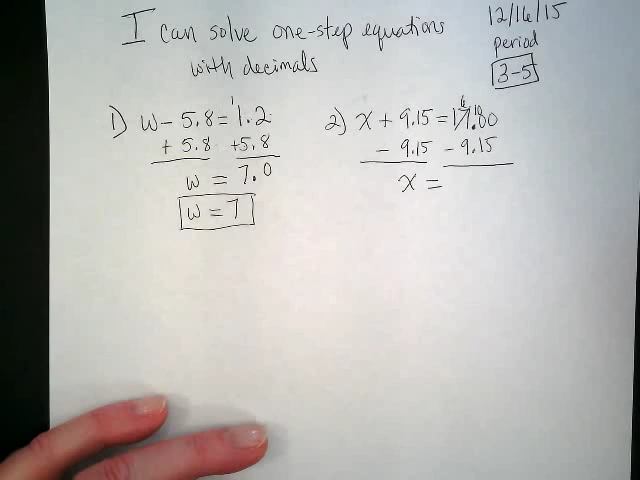 I can solve one-step equations
with decimals
12/16/15
period
3-5
1) w - 5.8 = 1.2
+ 5.8 +5.8
w = 7.0
w = 7
2) x + 9.15 = 17.80
- 9.15 - 9.15
x =